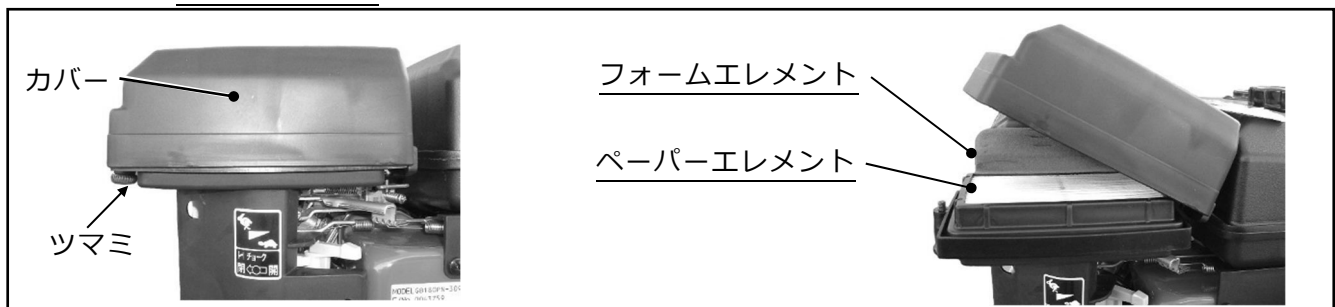 カバー
ツマミ
チョーク
閉
開
フォームエレメント
ペーパーエレメント